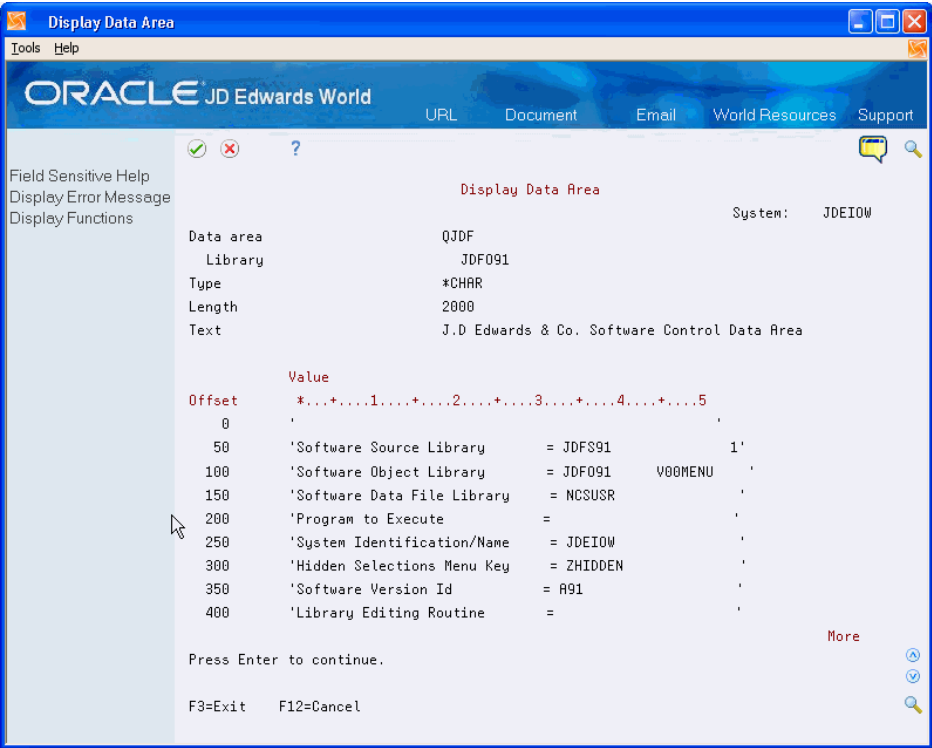 Display Data Area
Tools Help
ORACLE JD Edwards World
URL Document Email World Resources Support
?
Field Sensitive Help
Display Error Message
Display Functions
Display Data Area
System: JDEIOW
Data area QJDF
Library JDFO91
Type *CHAR
Length 2000
Text J.D Edwards & Co. Software Control Data Area
Value
Offset *...+....1....+....2....+....3....+....4....+....5
0 ' '
50 'Software Source Library = JDFS91 1'
100 'Software Object Library = JDFO91 V00MENU '
150 'Software Data File Library = NCSUSR '
200 'Program to Execute = '
250 'System Identification/Name = JDEIOW '
300 'Hidden Selections Menu Key = ZHIDDEN '
350 'Software Version Id = A91 '
400 'Library Editing Routine = '
More
Press Enter to continue.
F3=Exit F12=Cancel